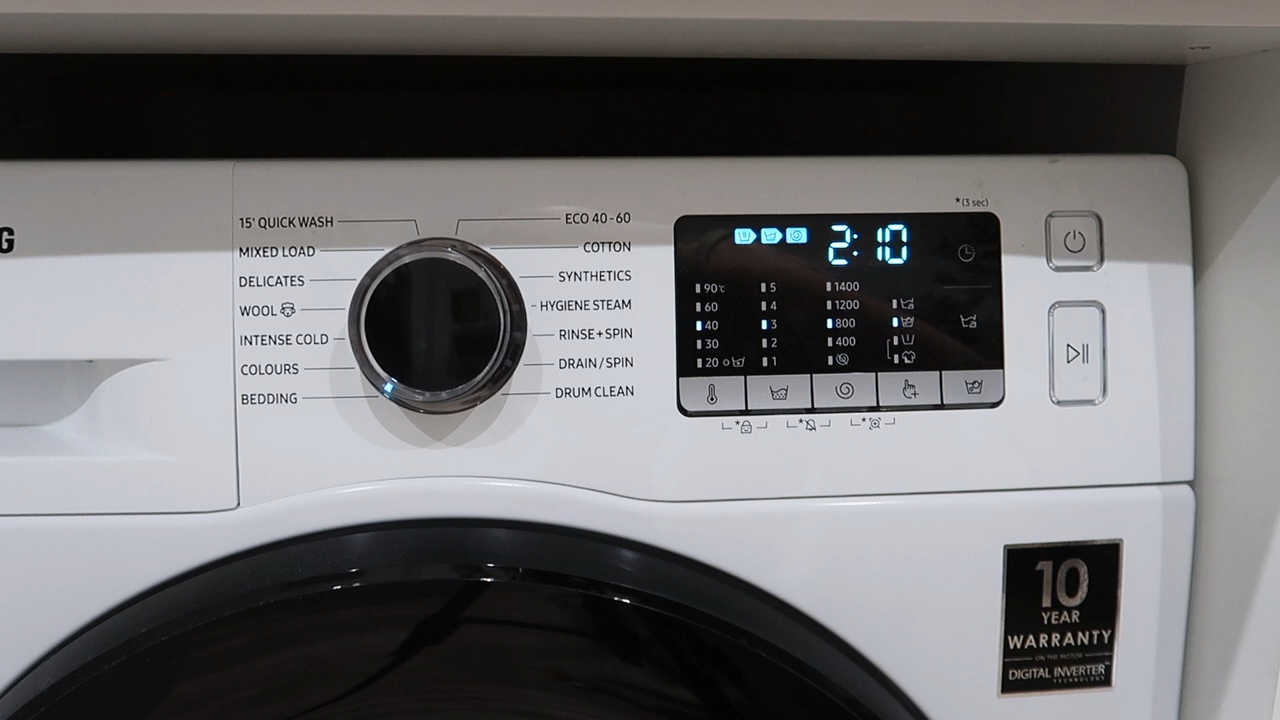 G
15' QUICK WASH
MIXED LOAD
DELICATES
WOOL
INTENSE COLD
COLOURS
BEDDING
ECO 40-60
COTTON
SYNTHETICS
HYGIENE STEAM
RINSE+SPIN
DRAIN/SPIN
DRUM CLEAN
*(3 sec)
2:10
90℃ 5 1400
60 4 1200
40 3 800
30 2 400
20 1
*
*
*
10
YEAR
WARRANTY
ON THE MOTOR
DIGITAL INVERTER
TECHNOLOGY